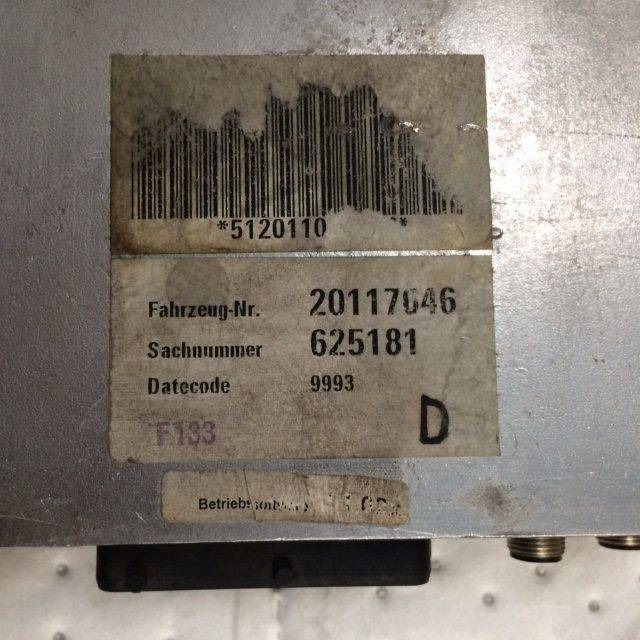 *5120110 *
Fahrzeug-Nr. 20117646
Sachnummer 625181
Datecode 9993
F133
D